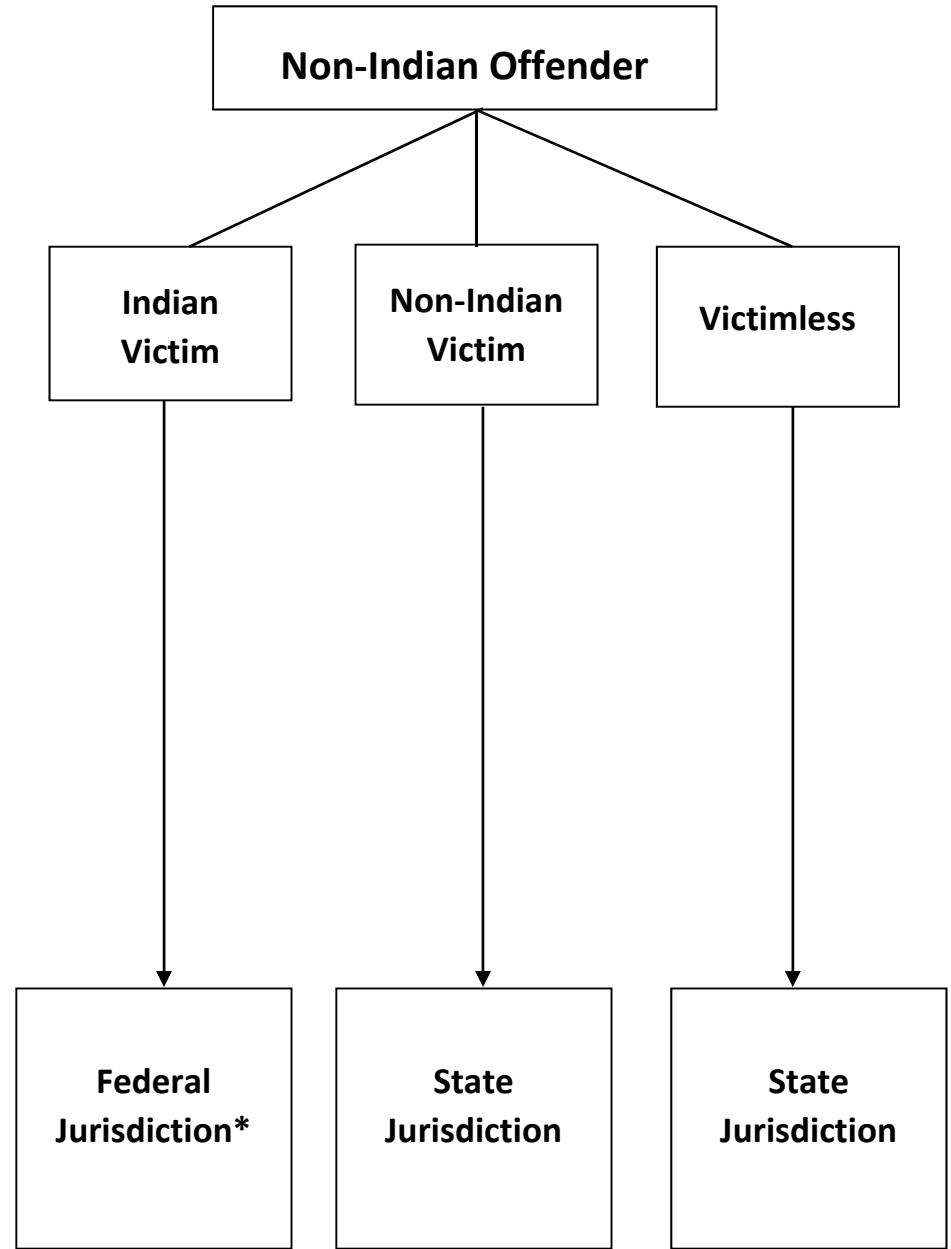 Non-Indian Offender
Indian
Victim
Non-Indian
Victim
Victimless
Federal
Jurisdiction*
State
Jurisdiction
State
Jurisdiction